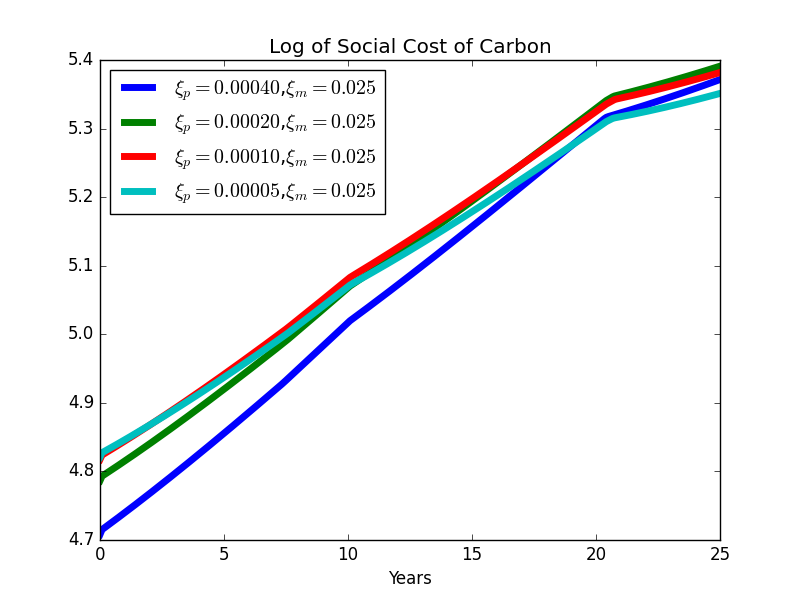 Log of Social Cost of Carbon
5.4
5.3
5.2
5.1
5.0
4.9
4.8
4.7
ξp = 0.00040,ξm = 0.025
ξp = 0.00020,ξm = 0.025
ξp = 0.00010,ξm = 0.025
ξp = 0.00005,ξm = 0.025
0 5 10 15 20 25
Years